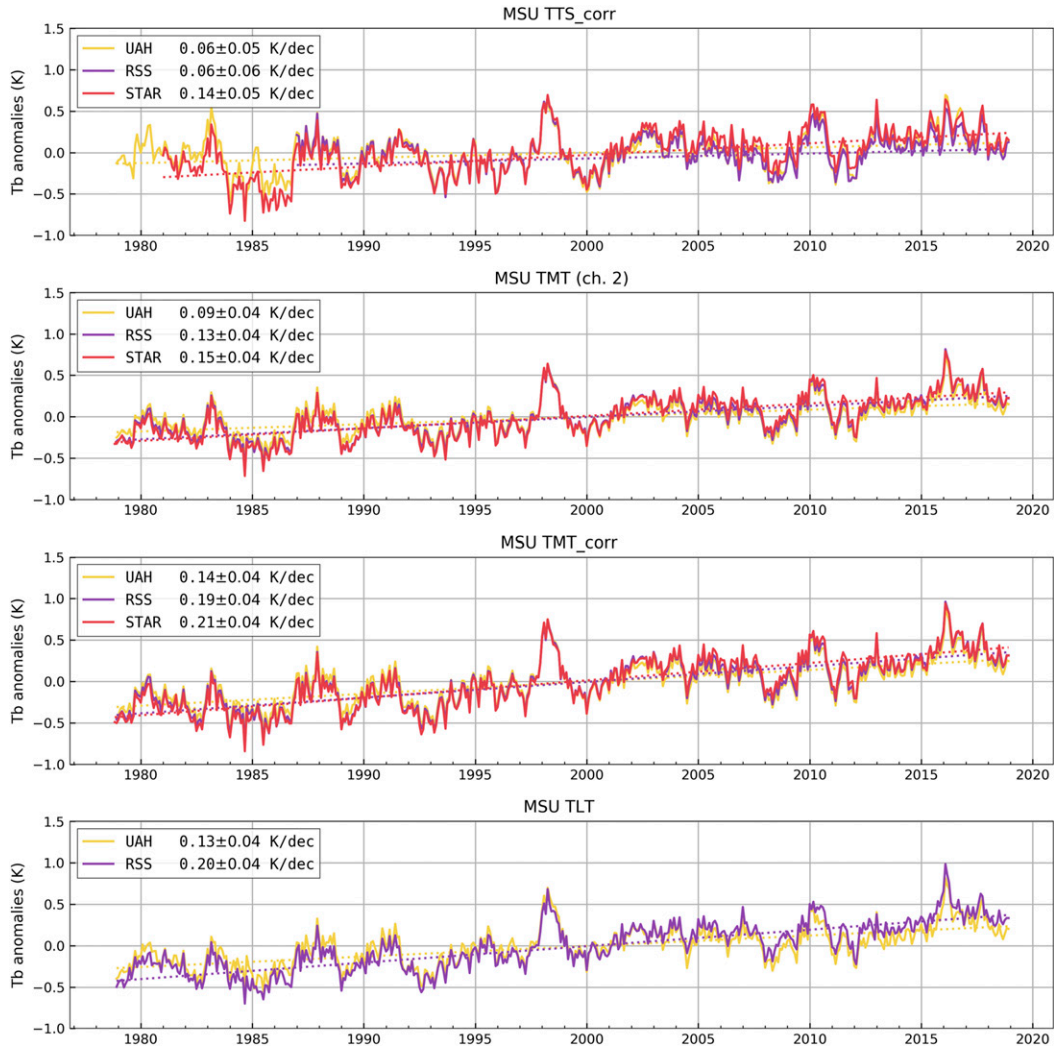 MSU TTS_corr
1.5
1.0
0.5
0.0
−0.5
−1.0
Tb anomalies (K)
UAH 0.06±0.05 K/dec
RSS 0.06±0.06 K/dec
STAR 0.14±0.05 K/dec
1980 1985 1990 1995 2000 2005 2010 2015 2020
MSU TMT (ch. 2)
1.5
1.0
0.5
0.0
−0.5
−1.0
Tb anomalies (K)
UAH 0.09±0.04 K/dec
RSS 0.13±0.04 K/dec
STAR 0.15±0.04 K/dec
1980 1985 1990 1995 2000 2005 2010 2015 2020
MSU TMT_corr
1.5
1.0
0.5
0.0
−0.5
−1.0
Tb anomalies (K)
UAH 0.14±0.04 K/dec
RSS 0.19±0.04 K/dec
STAR 0.21±0.04 K/dec
1980 1985 1990 1995 2000 2005 2010 2015 2020
MSU TLT
1.5
1.0
0.5
0.0
−0.5
−1.0
Tb anomalies (K)
UAH 0.13±0.04 K/dec
RSS 0.20±0.04 K/dec
1980 1985 1990 1995 2000 2005 2010 2015 2020